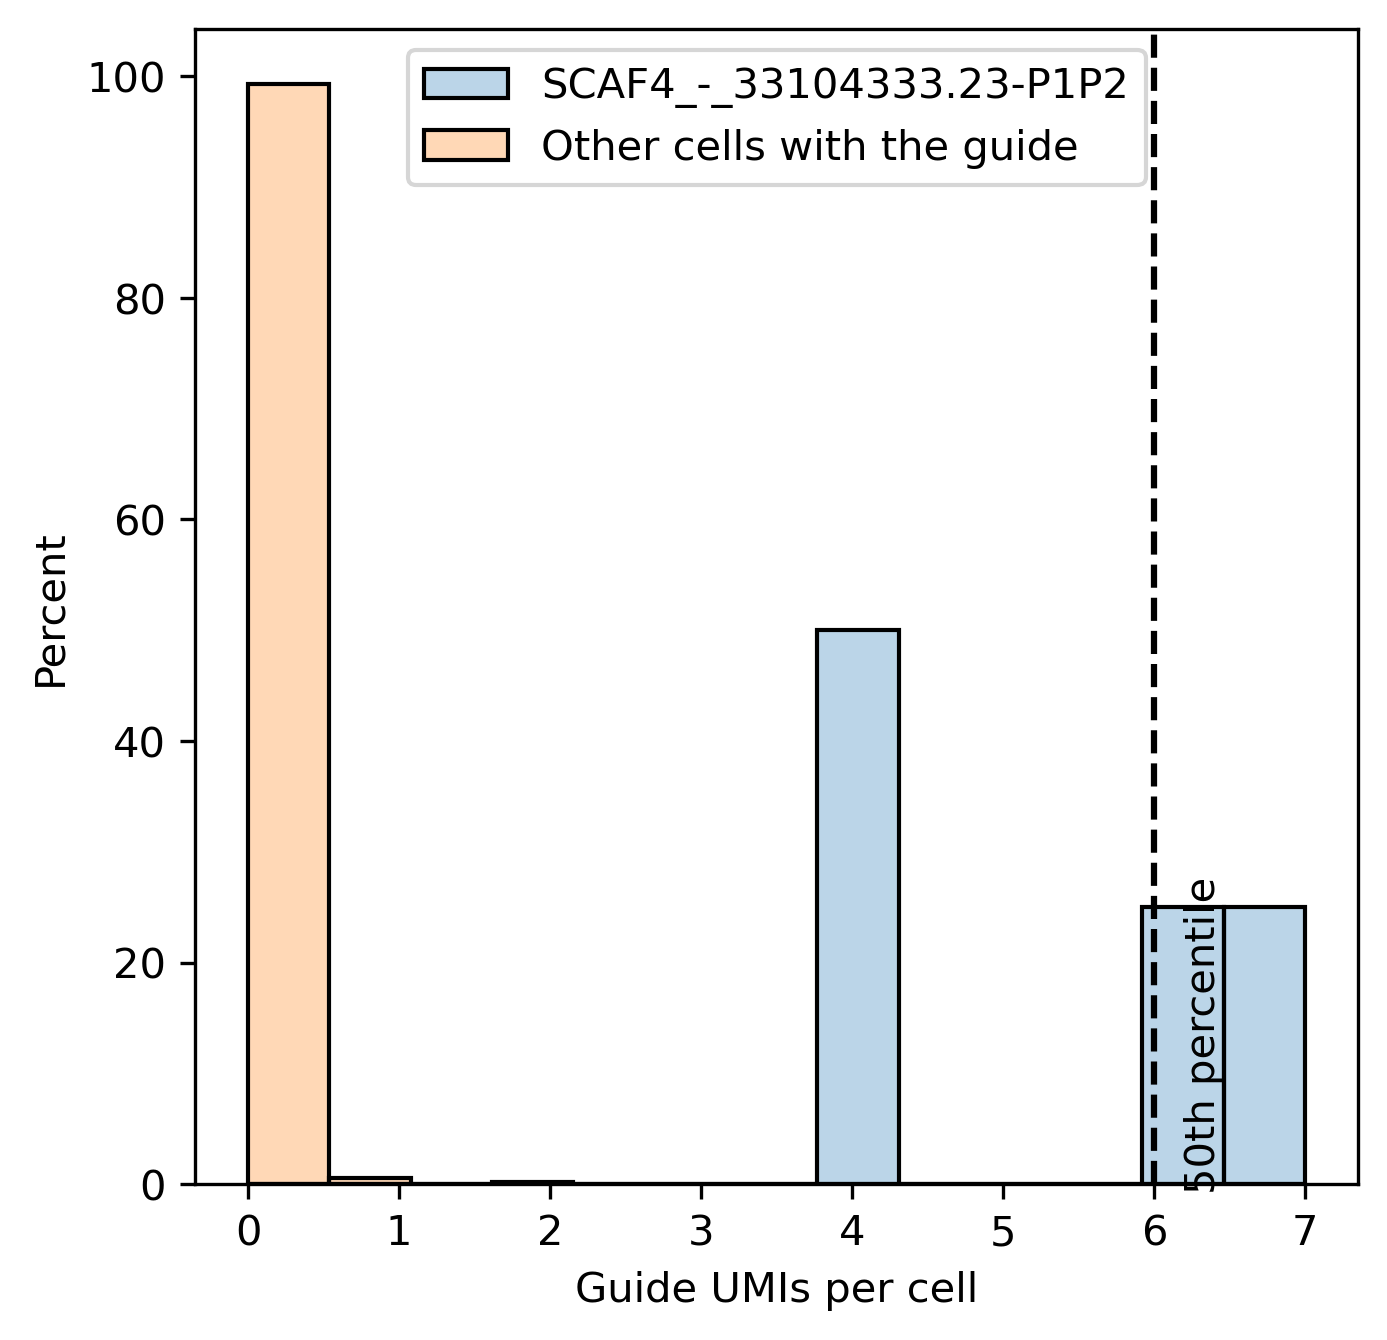 SCAF4_-_33104333.23-P1P2
Other cells with the guide
100
80
60
40
20
0
Percent
50th percentile
0 1 2 3 4 5 6 7
Guide UMIs per cell